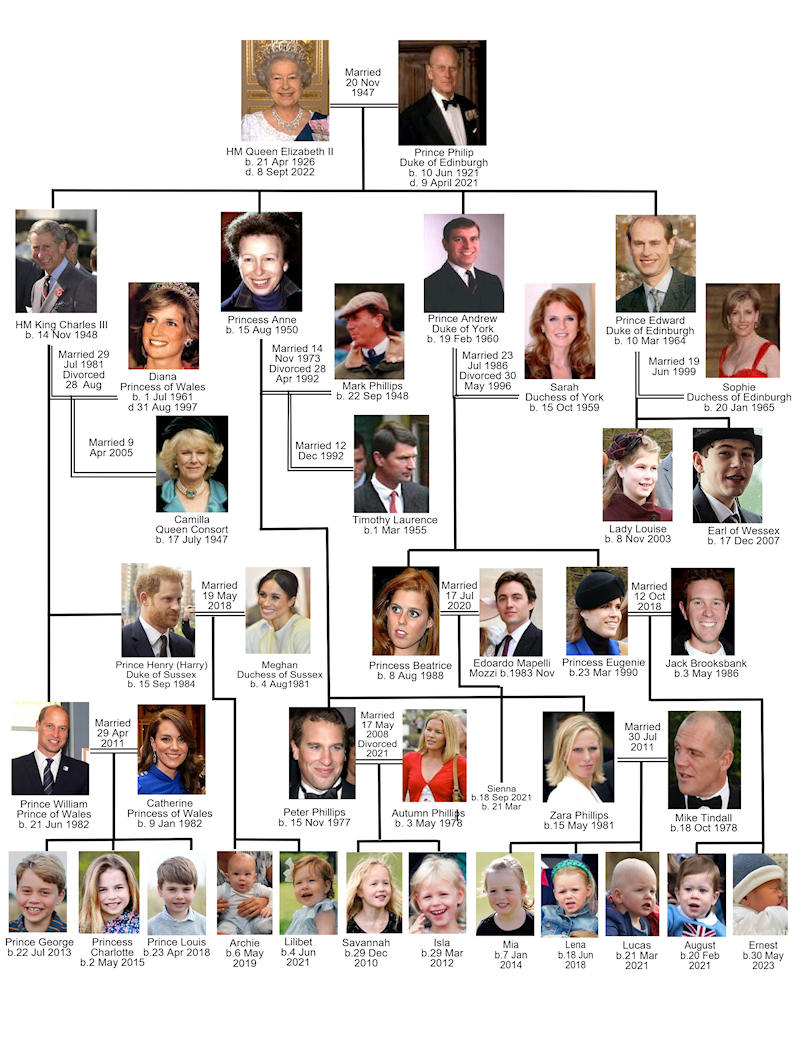 Married
20 Nov
1947
HM Queen Elizabeth II
b. 21 Apr 1926
d. 8 Sept 2022
Prince Philip
Duke of Edinburgh
b. 10 Jun 1921
d. 9 April 2021
HM King Charles III
b. 14 Nov 1948
Married 29
Jul 1981
Divorced
28 Aug
Diana
Princess of Wales
b. 1 Jul 1961
d 31 Aug 1997
Married 9
Apr 2005
Camilla
Queen Consort
b. 17 July 1947
Princess Anne
b. 15 Aug 1950
Married 14
Nov 1973
Divorced 28
Apr 1992
Mark Phillips
b. 22 Sep 1948
Married 12
Dec 1992
Timothy Laurence
b.1 Mar 1955
Prince Andrew
Duke of York
b. 19 Feb 1960
Married 23
Jul 1986
Divorced 30
May 1996
Sarah
Duchess of York
b. 15 Oct 1959
Prince Edward
Duke of Edinburgh
b. 10 Mar 1964
Married 19
Jun 1999
Sophie
Duchess of Edinburgh
b. 20 Jan 1965
Lady Louise
b. 8 Nov 2003
Earl of Wessex
b. 17 Dec 2007
Prince Henry (Harry)
Duke of Sussex
b. 15 Sep 1984
Married
19 May
2018
Meghan
Duchess of Sussex
b. 4 Aug1981
Princess Beatrice
b. 8 Aug 1988
Married
17 Jul
2020
Edoardo Mapelli
Mozzi b.1983 Nov
Princess Eugenie
b.23 Mar 1990
Married
12 Oct
2018
Jack Brooksbank
b.3 May 1986
Prince William
Prince of Wales
b. 21 Jun 1982
Married
29 Apr
2011
Catherine
Princess of Wales
b. 9 Jan 1982
Peter Phillips
b. 15 Nov 1977
Married
17 May
2008
Divorced
2021
Autumn Phillips
b. 3 May 1978
Sienna
b.18 Sep 2021
b. 21 Mar
Zara Phillips
b.15 May 1981
Married
30 Jul
2011
Mike Tindall
b.18 Oct 1978
Prince George
b.22 Jul 2013
Princess
Charlotte
b.2 May 2015
Prince Louis
b.23 Apr 2018
Archie
b.6 May
2019
Lilibet
b.4 Jun
2021
Savannah
b.29 Dec
2010
Isla
b.29 Mar
2012
Mia
b.7 Jan
2014
Lena
b.18 Jun
2018
Lucas
b.21 Mar
2021
August
b.20 Feb
2021
Ernest
b.30 May
2023